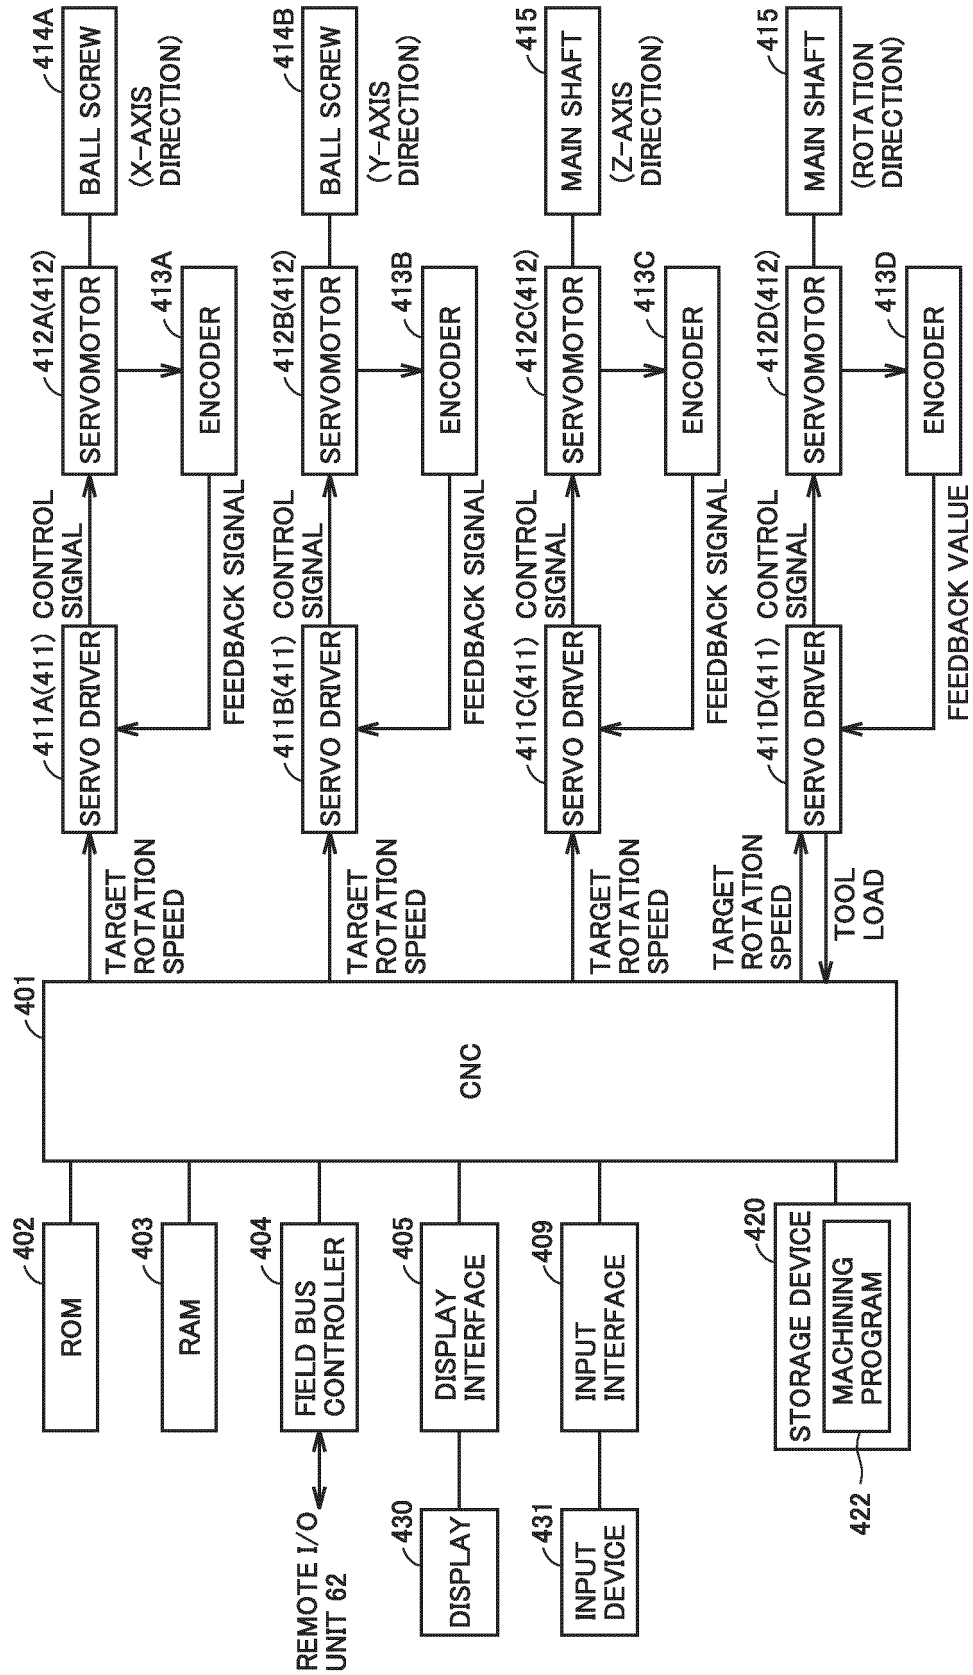 402
ROM
403
RAM
404
FIELD BUS
CONTROLLER
REMOTE I/O
UNIT 62
405
DISPLAY
INTERFACE
430
DISPLAY
409
INPUT
INTERFACE
431
INPUT
DEVICE
420
STORAGE DEVICE
MACHINING
PROGRAM
422
401
CNC
TARGET
ROTATION
SPEED
411A(411)
SERVO DRIVER
CONTROL
SIGNAL
FEEDBACK SIGNAL
412A(412)
SERVOMOTOR
413A
ENCODER
414A
BALL SCREW
(X-AXIS
DIRECTION)
TARGET
ROTATION
SPEED
411B(411)
SERVO DRIVER
CONTROL
SIGNAL
FEEDBACK SIGNAL
412B(412)
SERVOMOTOR
413B
ENCODER
414B
BALL SCREW
(Y-AXIS
DIRECTION)
TARGET
ROTATION
SPEED
411C(411)
SERVO DRIVER
CONTROL
SIGNAL
FEEDBACK SIGNAL
412C(412)
SERVOMOTOR
413C
ENCODER
415
MAIN SHAFT
(Z-AXIS
DIRECTION)
TARGET
ROTATION
SPEED
TOOL
LOAD
411D(411)
SERVO DRIVER
CONTROL
SIGNAL
FEEDBACK VALUE
412D(412)
SERVOMOTOR
413D
ENCODER
415
MAIN SHAFT
(ROTATION
DIRECTION)